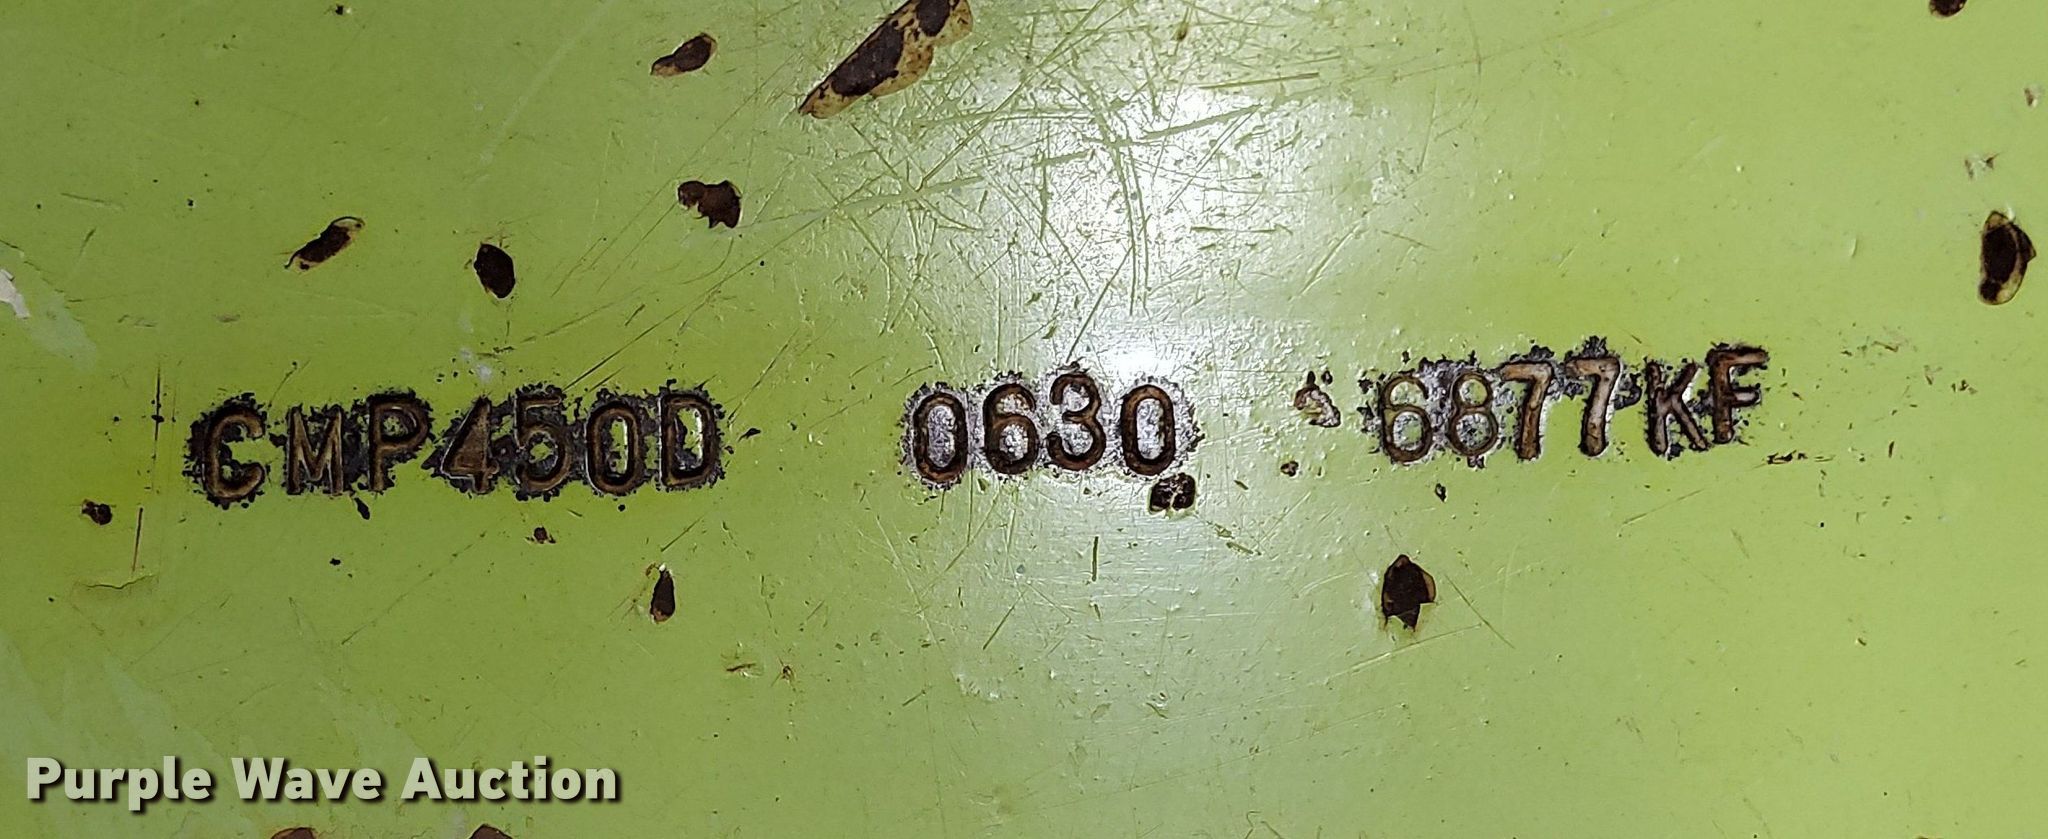 CMP450D 0630 6877KF
Purple Wave Auction